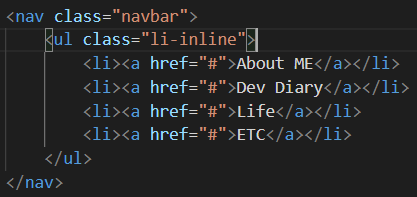 <nav class="navbar">
<ul class="li-inline">
<li><a href="#">About ME</a></li>
<li><a href="#">Dev Diary</a></li>
<li><a href="#">Life</a></li>
<li><a href="#">ETC</a></li>
</ul>
</nav>